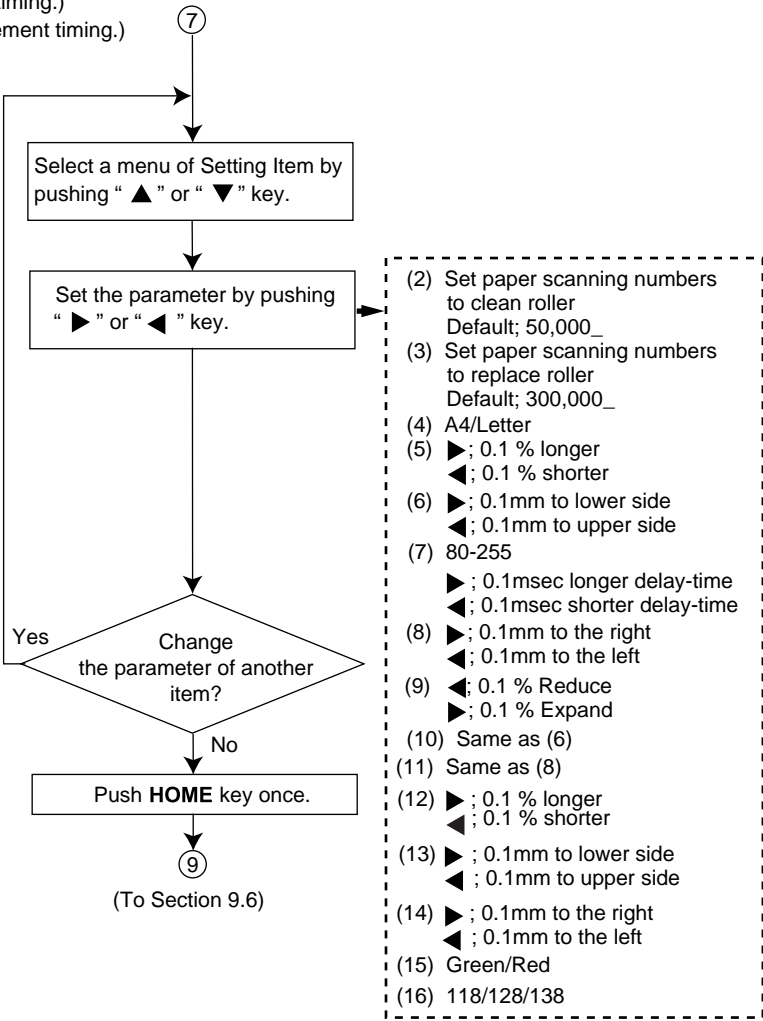 timing.)
ement timing.)
7
Select a menu of Setting Item by
pushing “ ▲ ” or “ ▼ ” key.
Set the parameter by pushing
“ ▶ ” or “ ◀ ” key.
Yes
Change
the parameter of another
item?
No
Push HOME key once.
9
(To Section 9.6)
(2) Set paper scanning numbers
to clean roller
Default; 50,000_
(3) Set paper scanning numbers
to replace roller
Default; 300,000_
(4) A4/Letter
(5) ▶; 0.1 % longer
◀; 0.1 % shorter
(6) ▶; 0.1mm to lower side
◀; 0.1mm to upper side
(7) 80-255
▶ ; 0.1msec longer delay-time
◀; 0.1msec shorter delay-time
(8) ▶; 0.1mm to the right
◀; 0.1mm to the left
(9) ◀; 0.1 % Reduce
▶; 0.1 % Expand
(10) Same as (6)
(11) Same as (8)
(12) ▶ ; 0.1 % longer
◀ ; 0.1 % shorter
(13) ▶ ; 0.1mm to lower side
◀ ; 0.1mm to upper side
(14) ▶ ; 0.1mm to the right
◀ ; 0.1mm to the left
(15) Green/Red
(16) 118/128/138